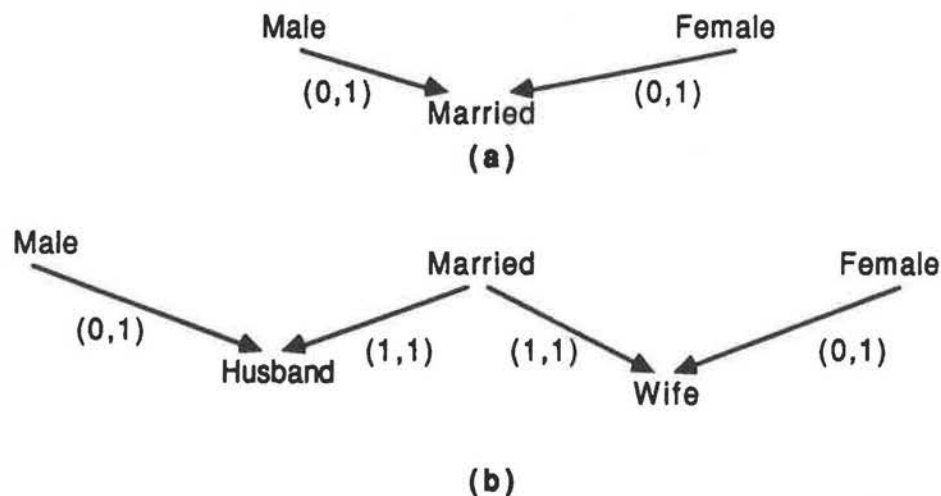 Male Female
(0,1) (0,1)
Married
(a)
Male Married Female
(0,1) (1,1) (1,1) (0,1)
Husband Wife
(b)